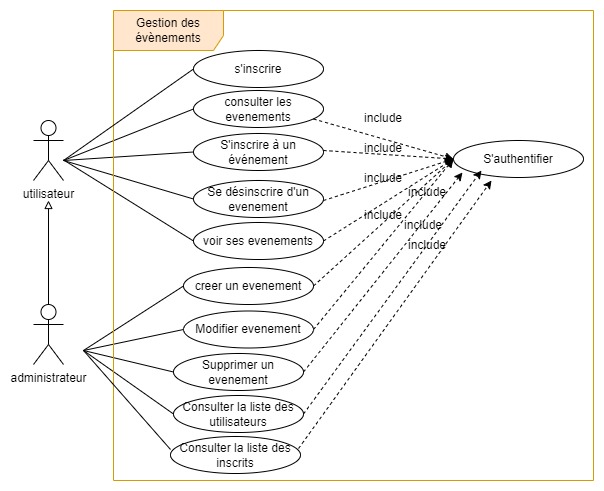 Gestion des
évènements
s'inscrire
consulter les
evenements
include
S'inscrire à un
évènement
include
S'authentifier
utilisateur
Se désinscrire d'un
evenement
include
include
voir ses evenements
include
include
include
creer un evenement
Modifier evenement
administrateur
Supprimer un
evenement
Consulter la liste des
utilisateurs
Consulter la liste des
inscrits